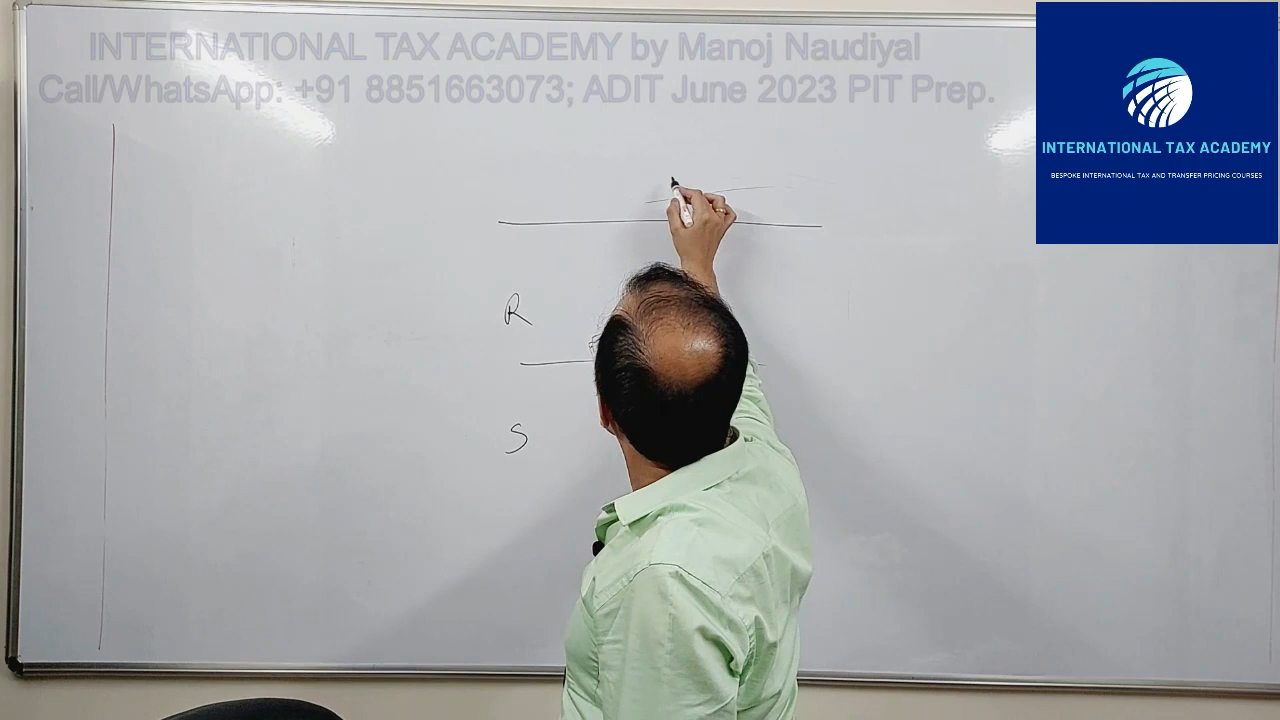 INTERNATIONAL TAX ACADEMY by Manoj Naudiyal
Call/WhatsApp: +91 8851663073; ADIT June 2023 PIT Prep.
INTERNATIONAL TAX ACADEMY
BESPOKE INTERNATIONAL TAX AND TRANSFER PRICING COURSES
R
S